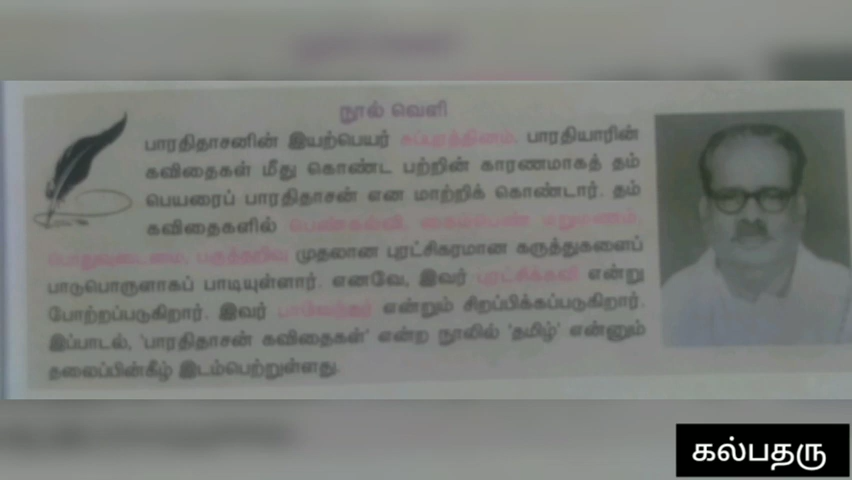 நூல் வெளி
பாரதிதாசனின் இயற்பெயர் சுப்புரத்தினம். பாரதியாரின்
கவிதைகள் மீது கொண்ட பற்றின் காரணமாகத் தம்
பெயரைப் பாரதிதாசன் என மாற்றிக் கொண்டார். தம்
கவிதைகளில் பெண்கல்வி, கைம்பெண் மறுமணம்,
பொதுவுடைமை, பகுத்தறிவு முதலான புரட்சிகரமான கருத்துகளைப்
பாடுபொருளாகப் பாடியுள்ளார். எனவே, இவர் புரட்சிக்கவி என்று
போற்றப்படுகிறார். இவர் பாவேந்தர் என்றும் சிறப்பிக்கப்படுகிறார்.
இப்பாடல், 'பாரதிதாசன் கவிதைகள்' என்ற நூலில் 'தமிழ்' என்னும்
தலைப்பின்கீழ் இடம்பெற்றுள்ளது.
கல்பதரு